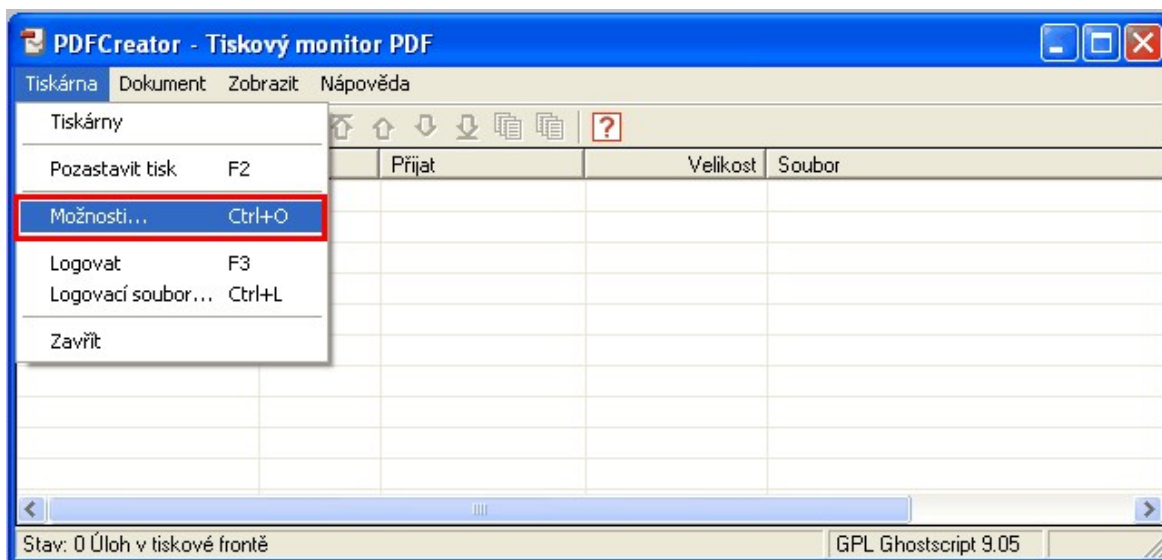 PDFCreator - Tiskový monitor PDF
Tiskárna Dokument Zobrazit Nápověda
Tiskárny
Pozastavit tisk F2
Možnosti... Ctrl+O
Logovat F3
Logovací soubor... Ctrl+L
Zavřít
Přijat Velikost Soubor
Stav: 0 Úloh v tiskové frontě GPL Ghostscript 9.05